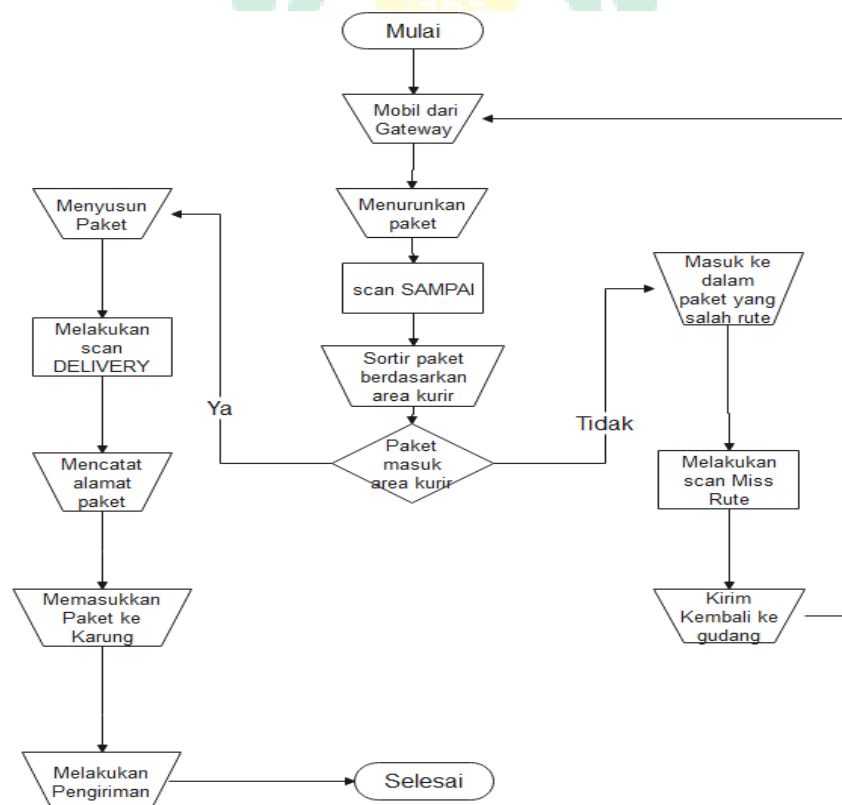 Mulai
Mobil dari
Gateway
Menurunkan
paket
scan SAMPAI
Sortir paket
berdasarkan
area kurir
Paket
masuk
area kurir
Ya
Menyusun
Paket
Melakukan
scan
DELIVERY
Mencatat
alamat
paket
Memasukkan
Paket ke
Karung
Melakukan
Pengiriman
Selesai
Tidak
Masuk ke
dalam
paket yang
salah rute
Melakukan
scan Miss
Rute
Kirim
Kembali ke
gudang